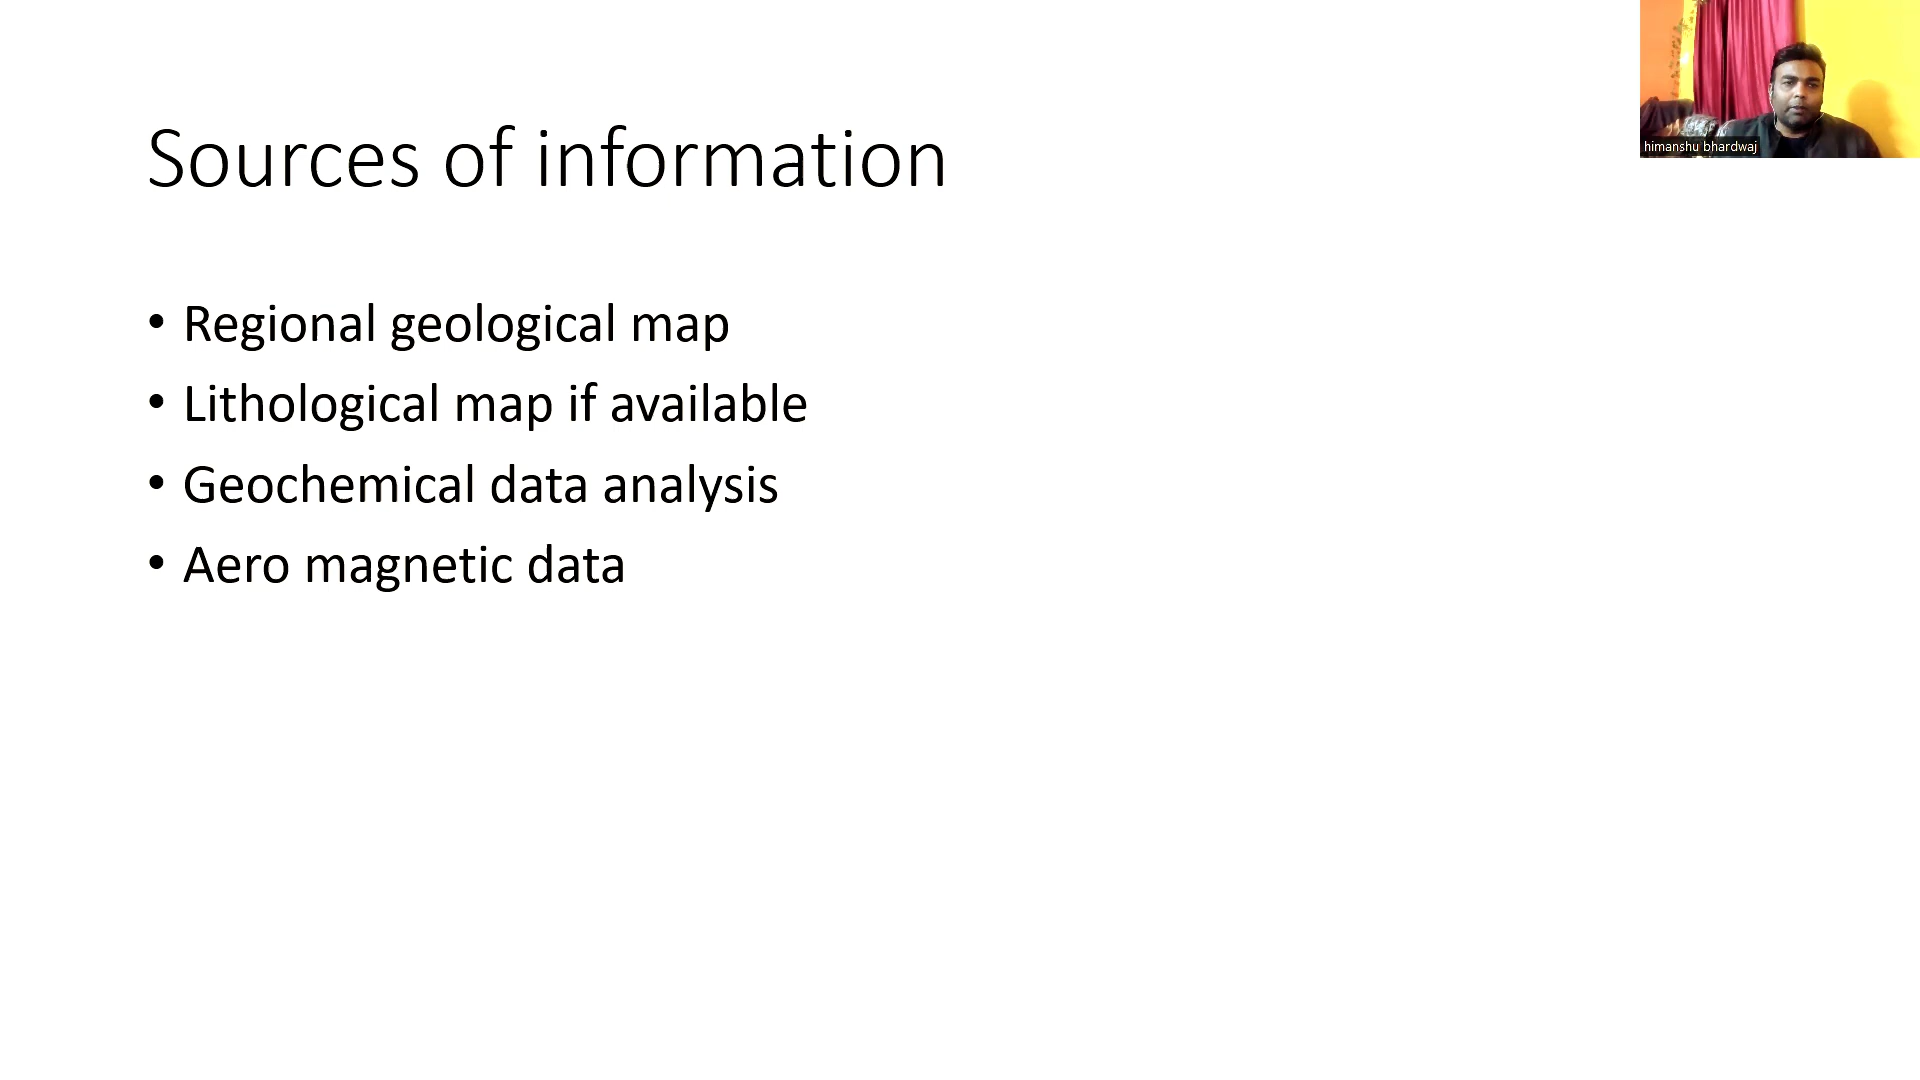 Sources of information
• Regional geological map
• Lithological map if available
• Geochemical data analysis
• Aero magnetic data
himanshu bhardwaj